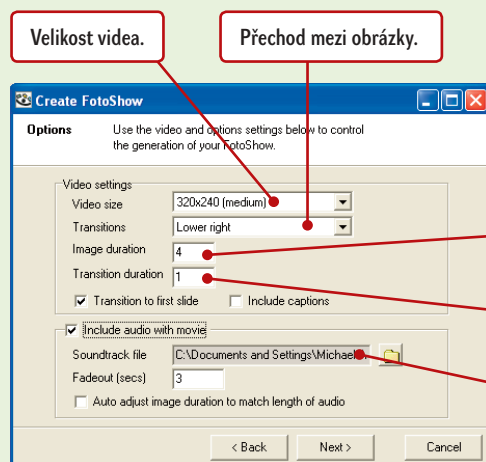 Velikost videa.
Přechod mezi obrázky.
Create FotoShow
Options
Use the video and options settings below to control
the generation of your FotoShow.
Video settings
Video size
320x240 (medium)
Transitions
Lower right
Image duration
4
Transition duration
1
Transition to first slide
Include captions
Include audio with movie
Soundtrack file
C:\Documents and Settings\Michael
Fadeout (secs)
3
Auto adjust image duration to match length of audio
< Back
Next >
Cancel